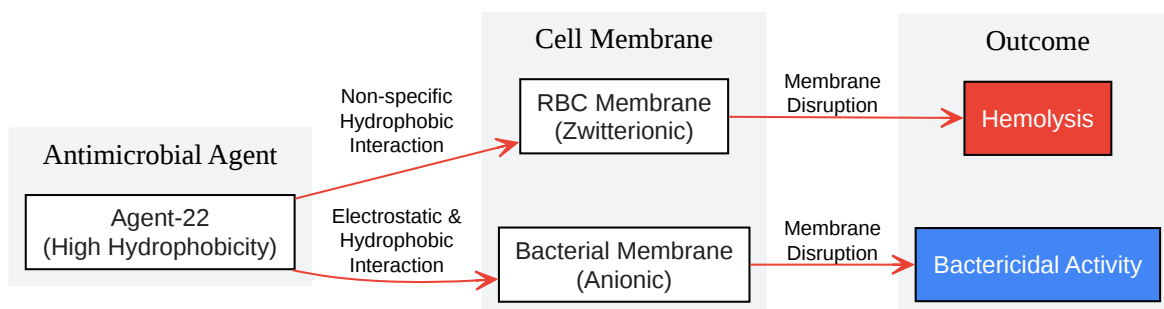 Antimicrobial Agent
Agent-22
(High Hydrophobicity)
Non-specific
Hydrophobic
Interaction
Electrostatic &
Hydrophobic
Interaction
Cell Membrane
RBC Membrane
(Zwitterionic)
Bacterial Membrane
(Anionic)
Membrane
Disruption
Membrane
Disruption
Outcome
Hemolysis
Bactericidal Activity